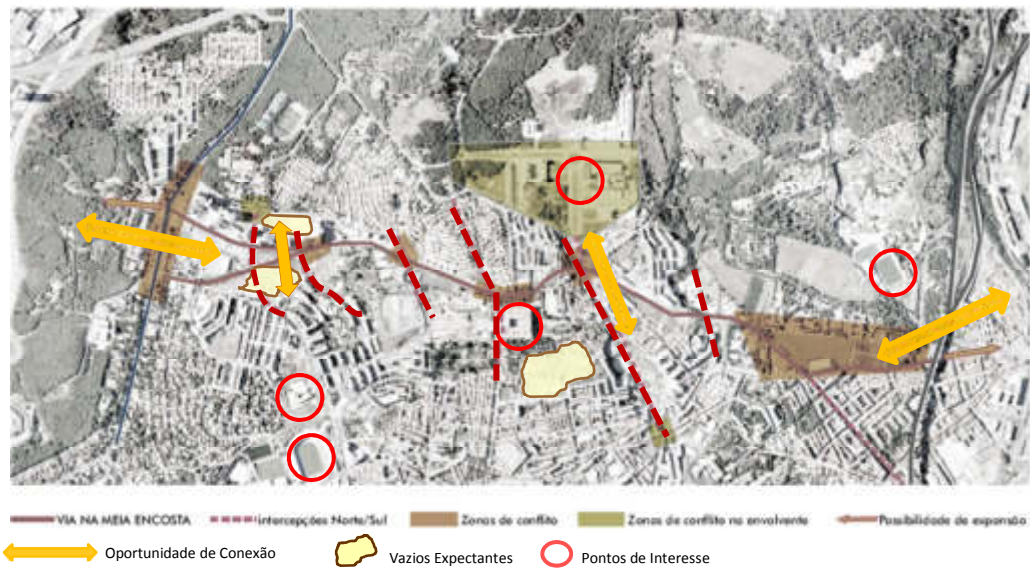 VIA NA MEIA ENCOSTA intercepções Norte/Sul Zonas de conflito Zonas de conflito na envolvente Possibilidade de expansão
Oportunidade de Conexão Vazios Expectantes Pontos de Interesse